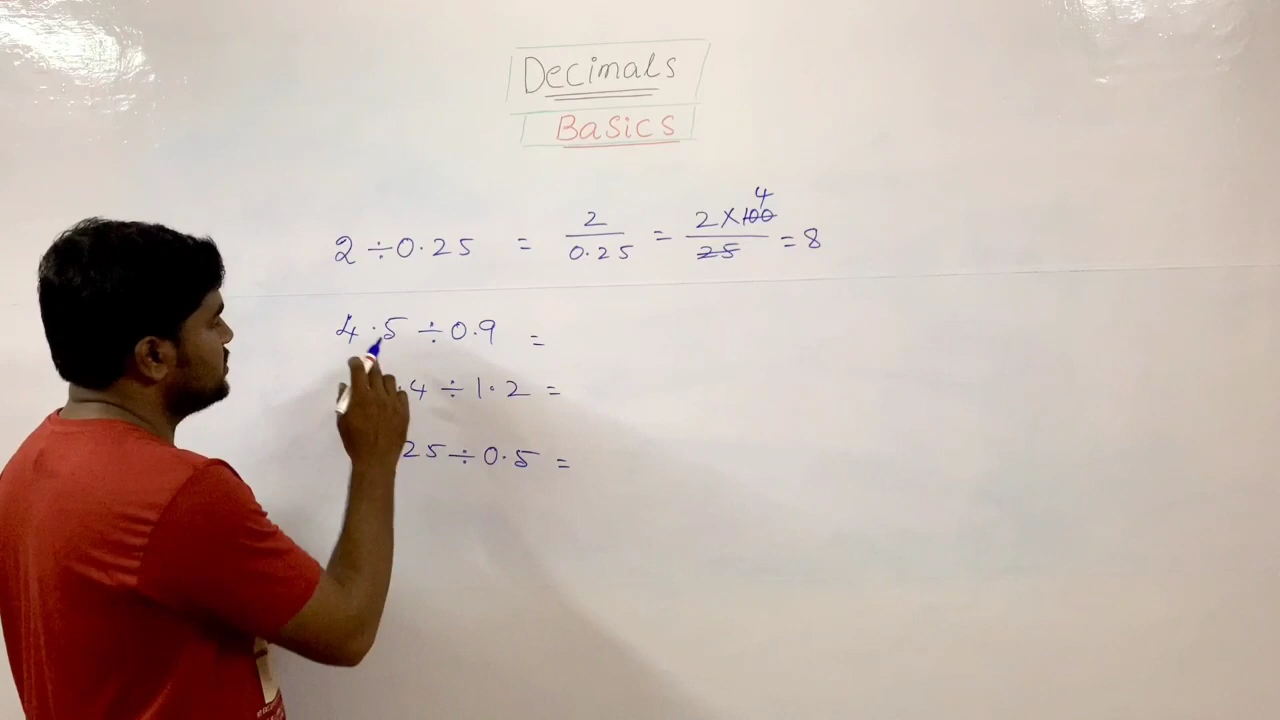 Decimals
Basics
2 ÷ 0.25 = 2/0.25 = 2×100/25 = 8
4
4.5 ÷ 0.9 =
.4 ÷ 1.2 =
25 ÷ 0.5 =